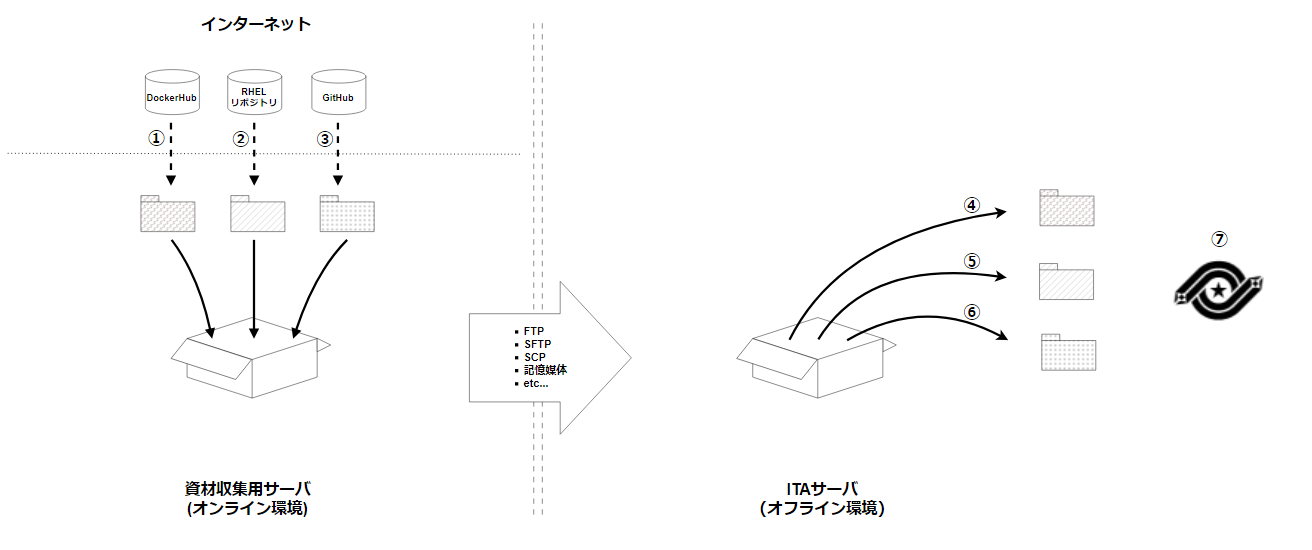 インターネット
DockerHub
RHEL
リポジトリ
GitHub
①
②
③
▪ FTP
▪ SFTP
▪ SCP
▪ 記憶媒体
▪ etc...
④
⑤
⑥
⑦
資材収集用サーバ
(オンライン環境)
ITAサーバ
（オフライン環境）